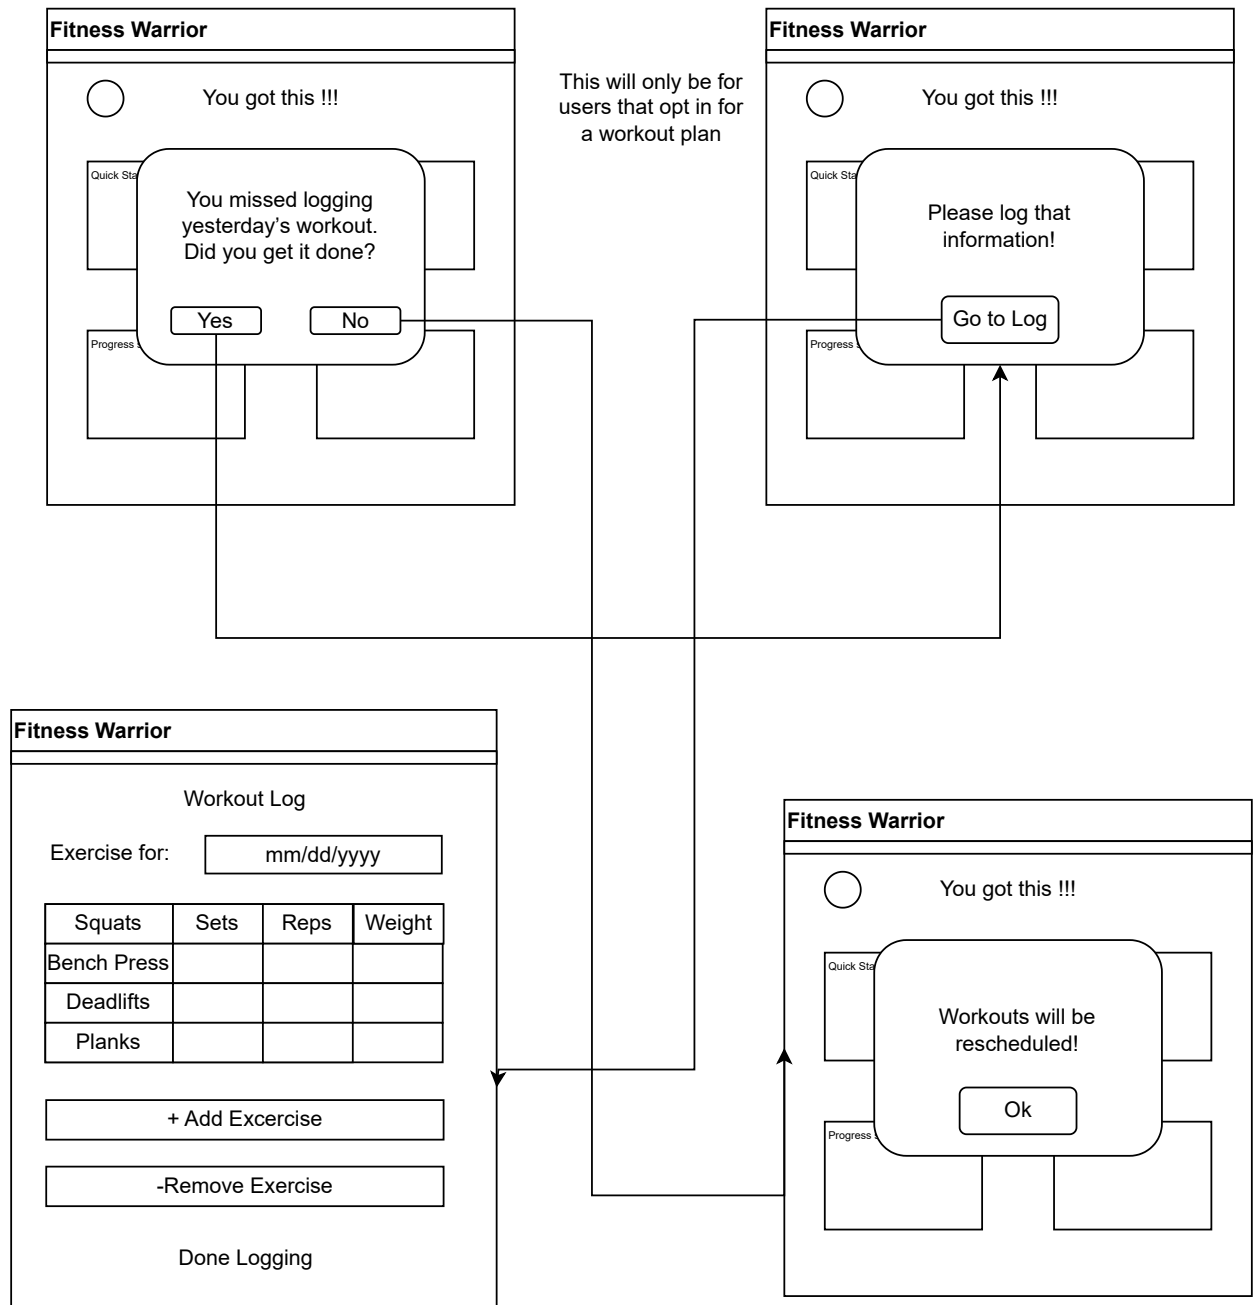 Fitness Warrior
You got this !!!
Quick Sta
You missed logging
yesterday’s workout.
Did you get it done?
Yes
No
Progress s
This will only be for
users that opt in for
a workout plan
Fitness Warrior
You got this !!!
Quick Sta
Please log that
information!
Go to Log
Progress s
Fitness Warrior
Workout Log
Exercise for:
mm/dd/yyyy
Squats Sets Reps Weight
Bench Press
Deadlifts
Planks
+ Add Excercise
-Remove Exercise
Done Logging
Fitness Warrior
You got this !!!
Quick Sta
Workouts will be
rescheduled!
Ok
Progress s